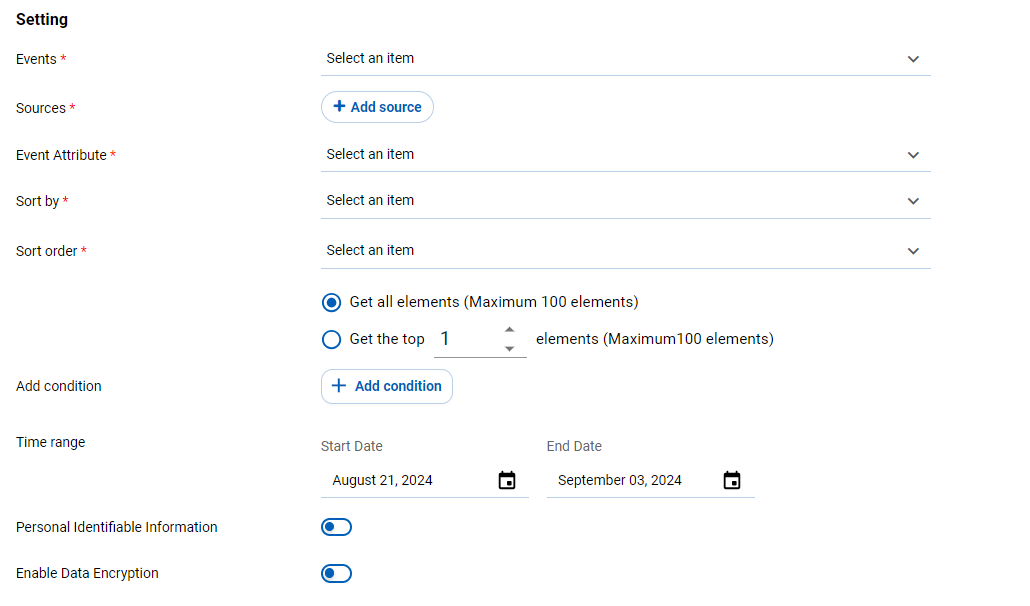 Setting
Events * Select an item
Sources * + Add source
Event Attribute * Select an item
Sort by * Select an item
Sort order * Select an item
Get all elements (Maximum 100 elements)
Get the top 1 elements (Maximum100 elements)
Add condition + Add condition
Time range Start Date End Date
August 21, 2024 September 03, 2024
Personal Identifiable Information
Enable Data Encryption